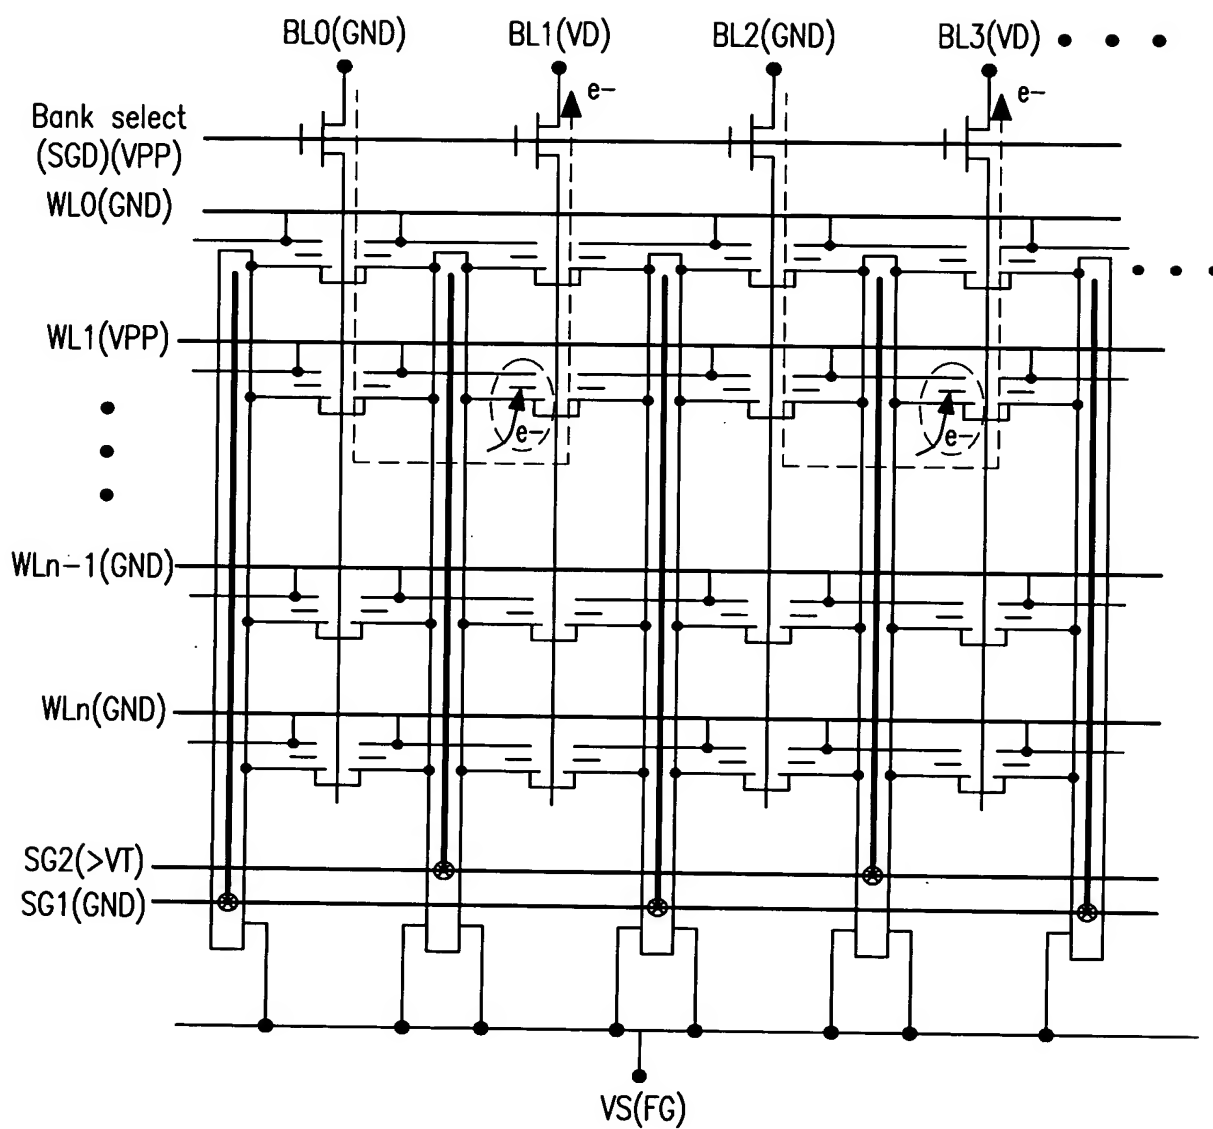 BL0(GND)
BL1(VD)
BL2(GND)
BL3(VD)
e-
e-
Bank select
(SGD)(VPP)
WL0(GND)
WL1(VPP)
e-
e-
WLn-1(GND)
WLn(GND)
SG2(>VT)
SG1(GND)
VS(FG)